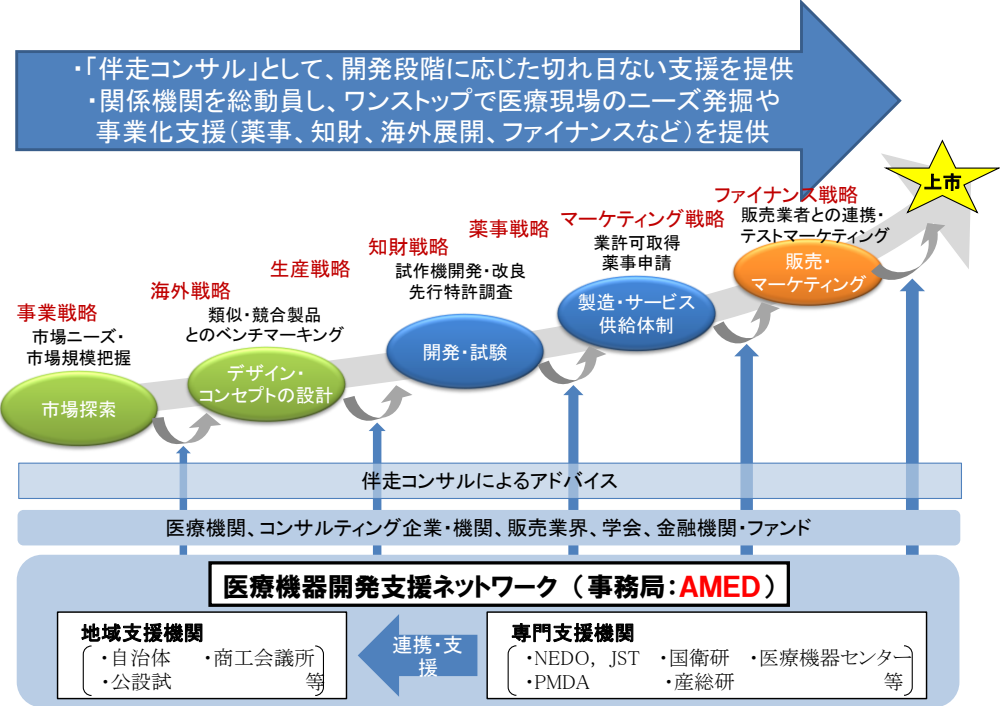 ・「伴走コンサル」として、開発段階に応じた切れ目ない支援を提供
・関係機関を総動員し、ワンストップで医療現場のニーズ発掘や
事業化支援（薬事、知財、海外展開、ファイナンスなど）を提供
上市
ファイナンス戦略
販売業者との連携・
テストマーケティング
販売・
マーケティング
マーケティング戦略
業許可取得
薬事申請
製造・サービス
供給体制
薬事戦略
知財戦略
試作機開発・改良
先行特許調査
開発・試験
生産戦略
海外戦略
類似・競合製品
とのベンチマーキング
デザイン・
コンセプトの設計
事業戦略
市場ニーズ・
市場規模把握
市場探索
伴走コンサルによるアドバイス
医療機関、コンサルティング企業・機関、販売業界、学会、金融機関・ファンド
医療機器開発支援ネットワーク（事務局：AMED）
地域支援機関
・自治体　・商工会議所
・公設試　等
連携・支
援
専門支援機関
・NEDO，JST　・国衛研　・医療機器センター
・PMDA　・産総研　等